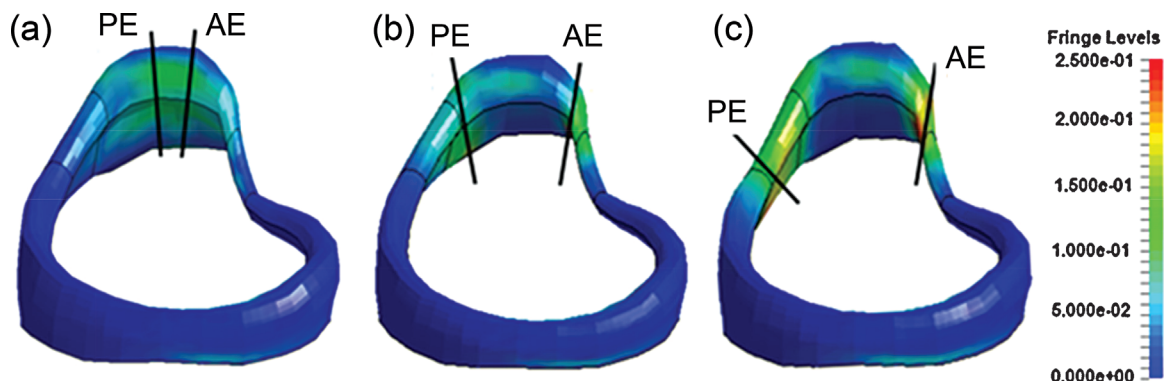 (a)
PE
AE
(b)
PE
AE
(c)
PE
AE
Fringe Levels
2.500e-01
2.000e-01
1.500e-01
1.000e-01
5.000e-02
0.000e+00